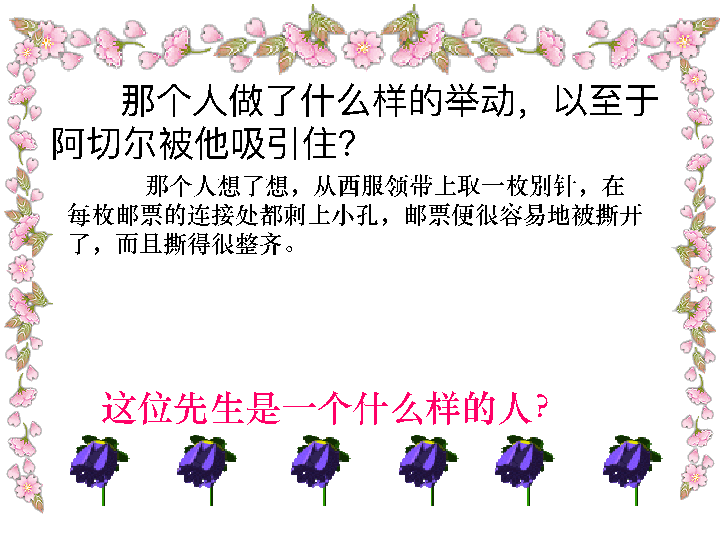 那个人做了什么样的举动，以至于
阿切尔被他吸引住？
那个人想了想，从西服领带上取一枚别针，在
每枚邮票的连接处都刺上小孔，邮票便很容易地被撕开
了，而且撕得很整齐。
这位先生是一个什么样的人?